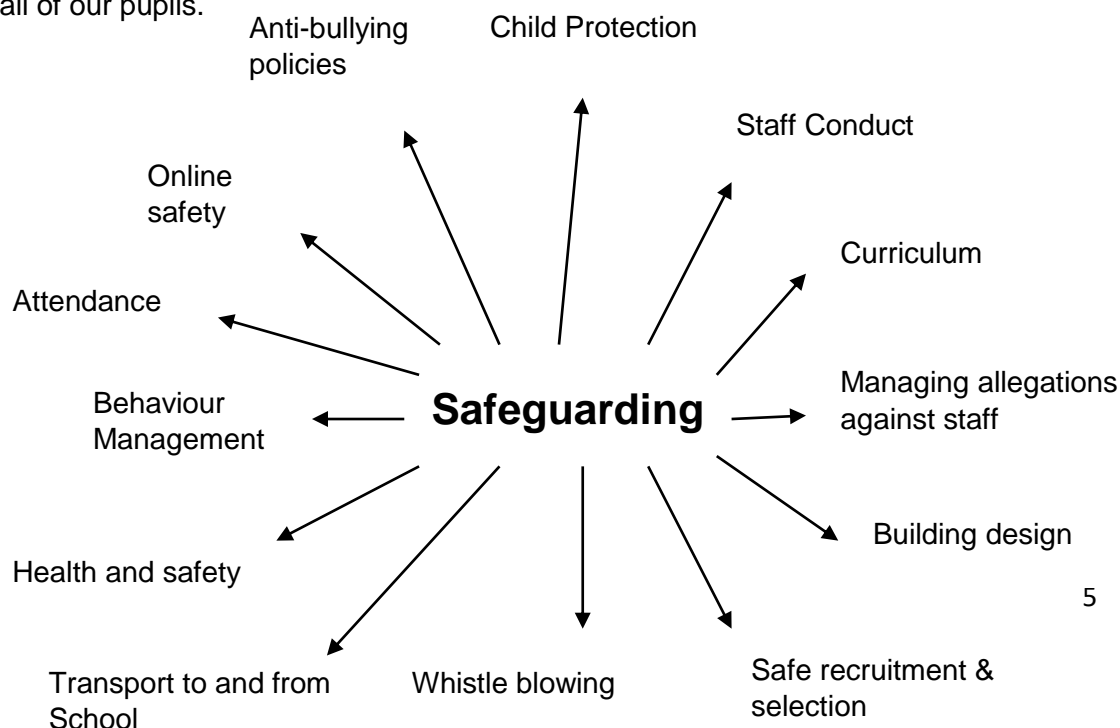 all of our pupils.
Anti-bullying
policies
Child Protection
Staff Conduct
Online
safety
Curriculum
Attendance
Managing allegations
against staff
Behaviour
Management
Safeguarding
Building design
Health and safety
5
Transport to and from
School
Whistle blowing
Safe recruitment &
selection